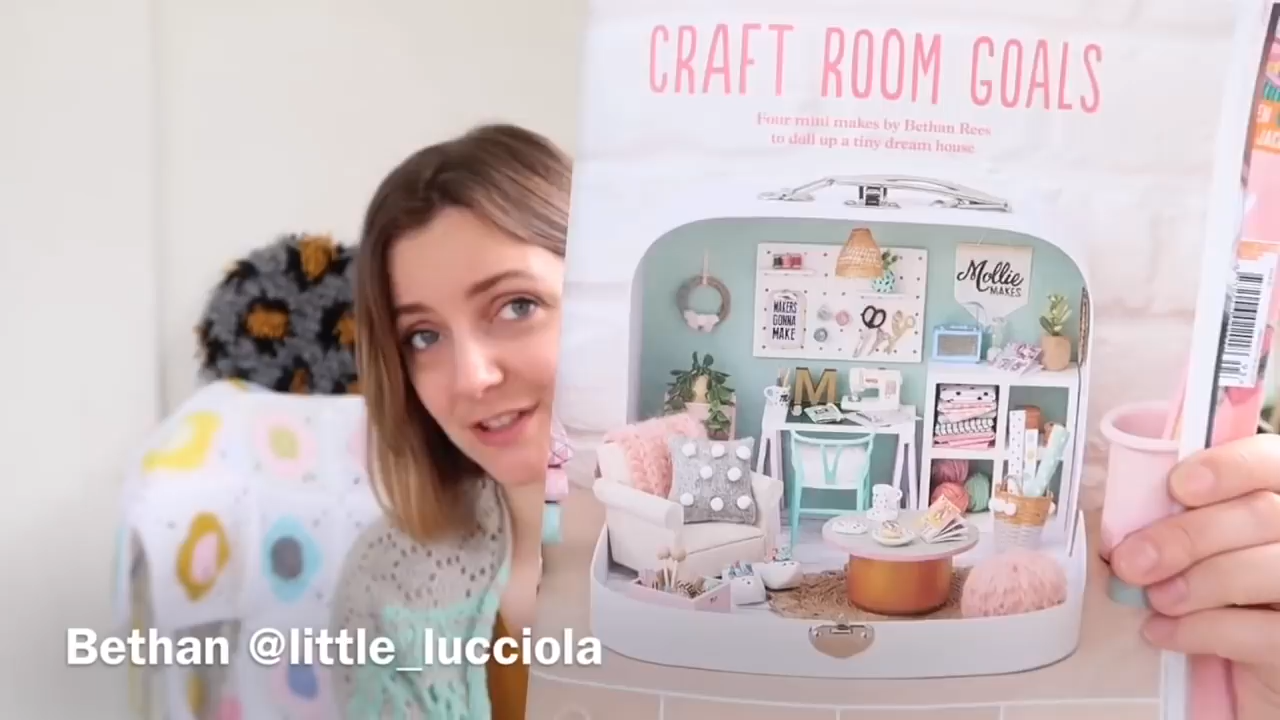 CRAFT ROOM GOALS
Four mini makes by Bethan Rees
to doll up a tiny dream house
Mollie
MAKES
MAKERS
GONNA
MAKE
M
Bethan @little_lucciola